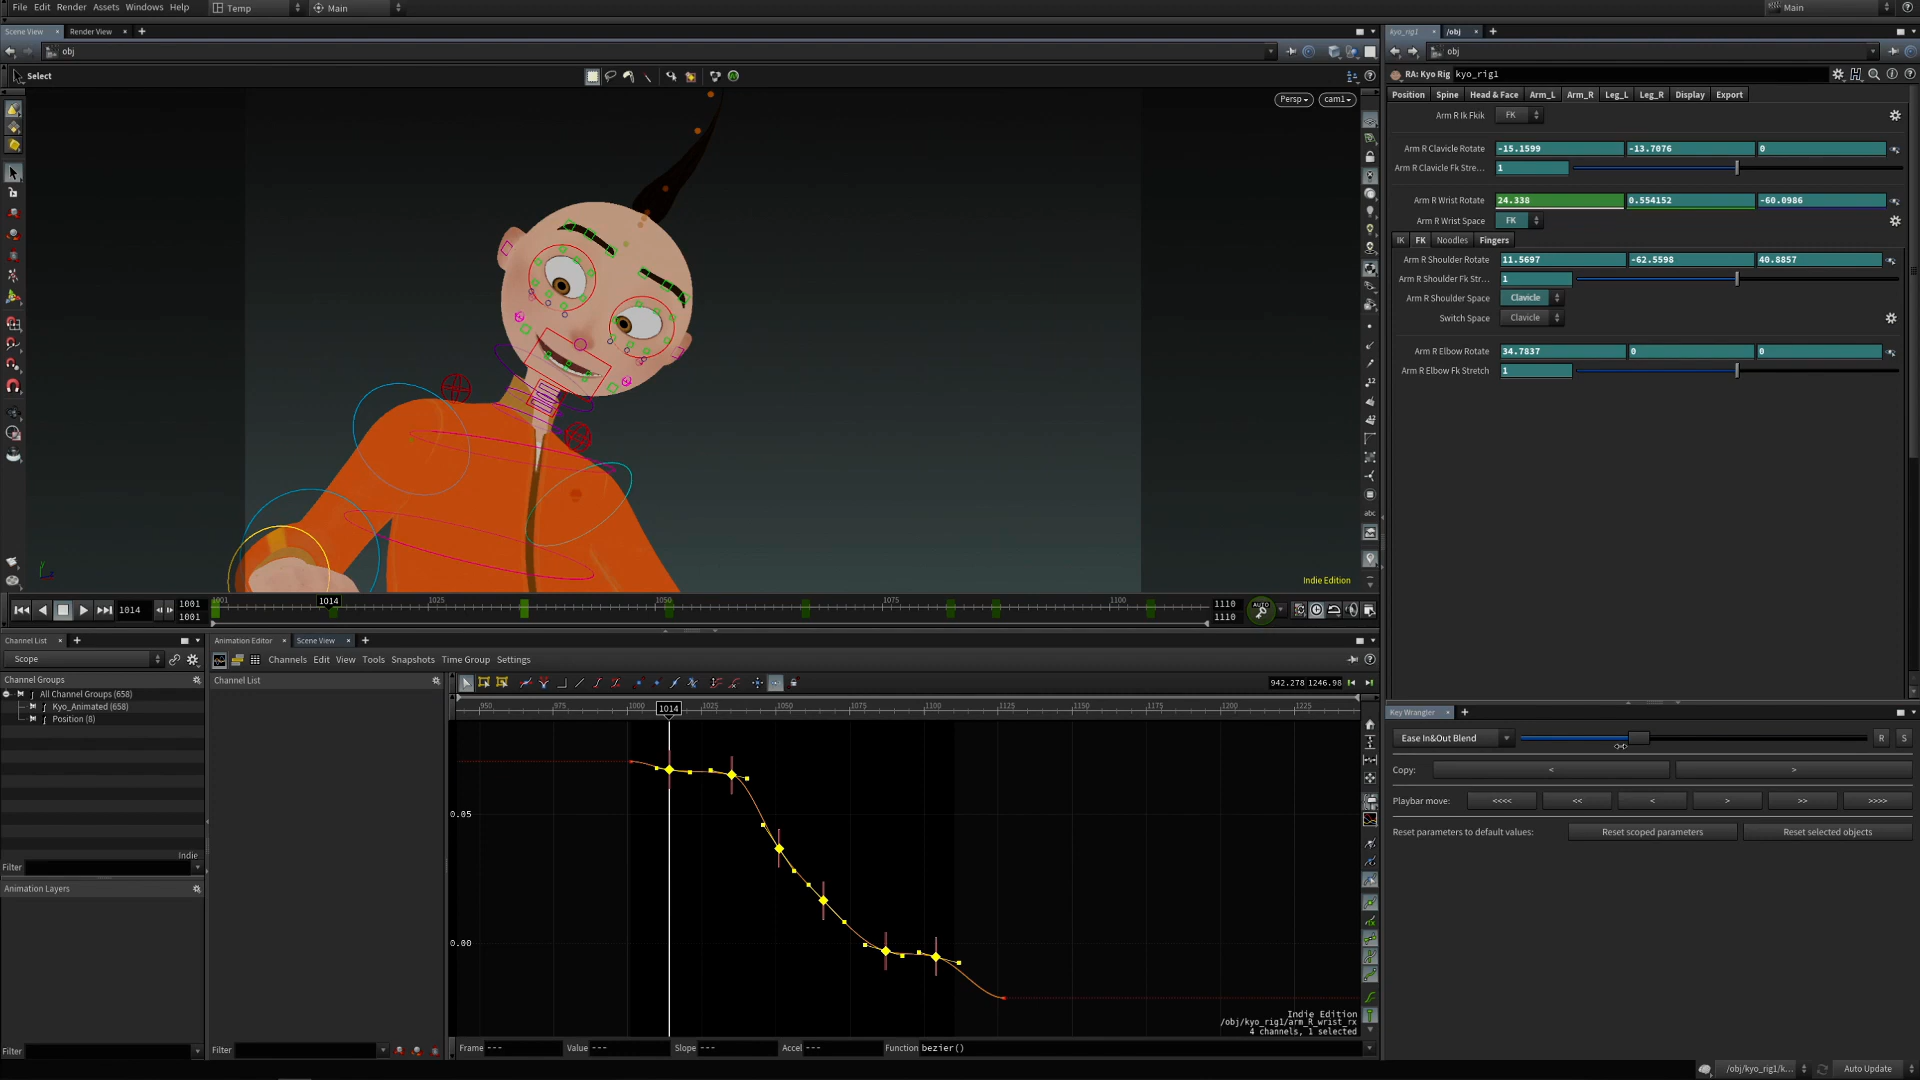 File Edit Render Assets Windows Help Temp Main Main
Scene View Render View
obj
Select
Persp cam1
Indie Edition
kyo_rig1 /obj
obj
RA: Kyo Rig kyo_rig1
Position Spine Head & Face Arm_L Arm_R Leg_L Leg_R Display Export
Arm R Ik Fkik FK
Arm R Clavicle Rotate -15.1599 -13.7076 0
Arm R Clavicle Fk Stre... 1
Arm R Wrist Rotate 24.338 0.554152 -60.0986
Arm R Wrist Space FK
IK FK Noodles Fingers
Arm R Shoulder Rotate 11.5697 -62.5598 40.8857
Arm R Shoulder Fk Str... 1
Arm R Shoulder Space Clavicle
Switch Space Clavicle
Arm R Elbow Rotate 34.7837 0 0
Arm R Elbow Fk Stretch 1
abc
1014 1001 1001
1001 1014 1025 1050 1075 1100
1110 1110 AUTO
Channel List
Scope
Channel Groups
All Channel Groups (658)
Kyo_Animated (658)
Position (8)
Indie
Filter
Animation Layers
Filter
Animation Editor Scene View
Channels Edit View Tools Snapshots Time Group Settings
Channel List
Filter
942.278 1246.98
950 975 1000 1014 1025 1050 1075 1100 1125 1150 1175 1200 1225
0.05
0.00
Indie Edition
/obj/kyo_rig1/arm_R_wrist_rx
4 channels, 1 selected
Frame --- Value --- Slope --- Accel --- Function bezier()
Key Wrangler
Ease In&Out Blend R S
Copy: < >
Playbar move: <<<< << < > >> >>>>
Reset parameters to default values: Reset scoped parameters Reset selected objects
/obj/kyo_rig1/k... Auto Update